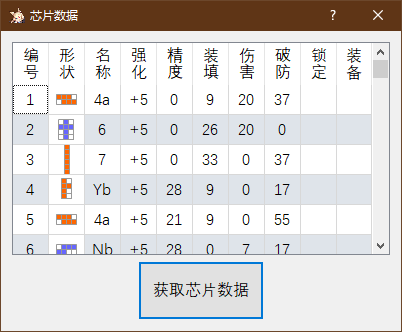 芯片数据
编号 形状 名称 强化 精度 装填 伤害 破防 锁定 装备
1 4a +5 0 9 20 37
2 6 +5 0 26 20 0
3 7 +5 0 33 0 37
4 Yb +5 28 9 0 17
5 4a +5 21 9 0 55
6 Nb +5 28 0 7 17
获取芯片数据